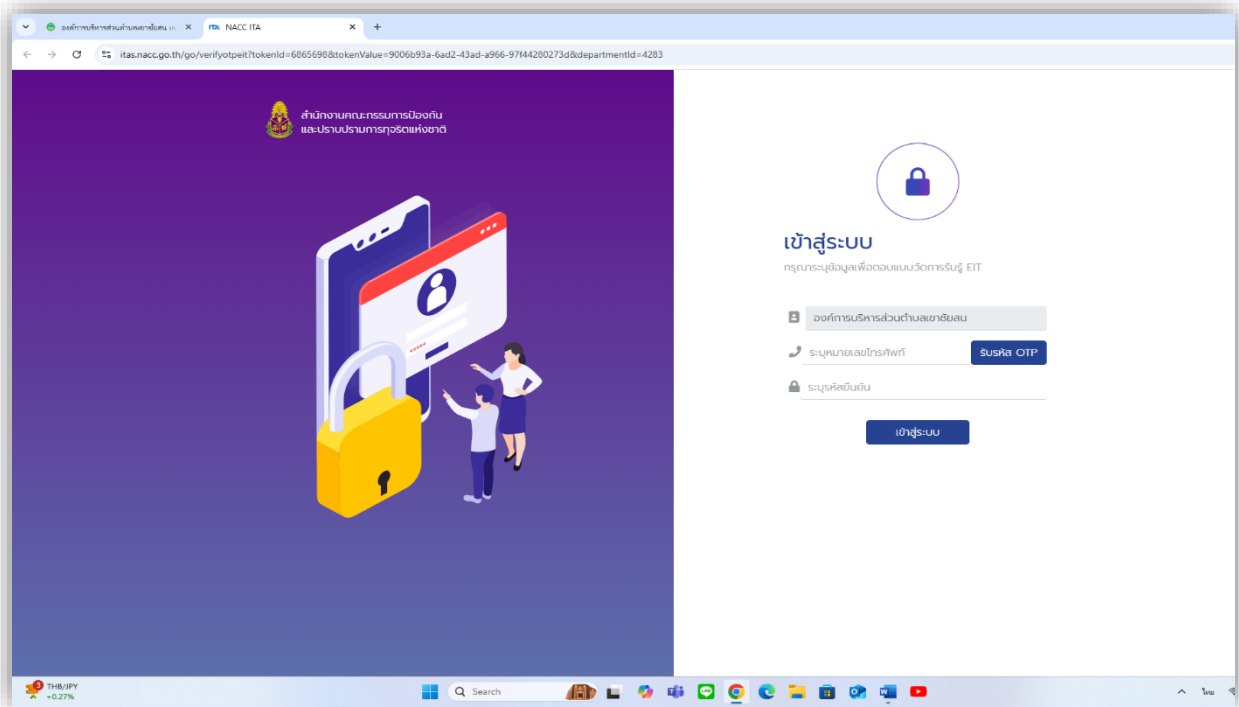 องค์การบริหารส่วนตำบลเขาชัยสน
NACC ITA
itas.nacc.go.th/go/verifyotpeit?tokenId=6865698&tokenValue=9006b93a-6ad2-43ad-a966-97f44280273d&departmentId=4283
สำนักงานคณะกรรมการป้องกัน
และปราบปรามการทุจริตแห่งชาติ
เข้าสู่ระบบ
กรุณาระบุข้อมูลเพื่อตอบแบบวัดการรับรู้ EIT
องค์การบริหารส่วนตำบลเขาชัยสน
ระบุหมายเลขโทรศัพท์ รับรหัส OTP
ระบุรหัสยืนยัน
เข้าสู่ระบบ
3 THB/JPY
+0.27%
Search
ไทย